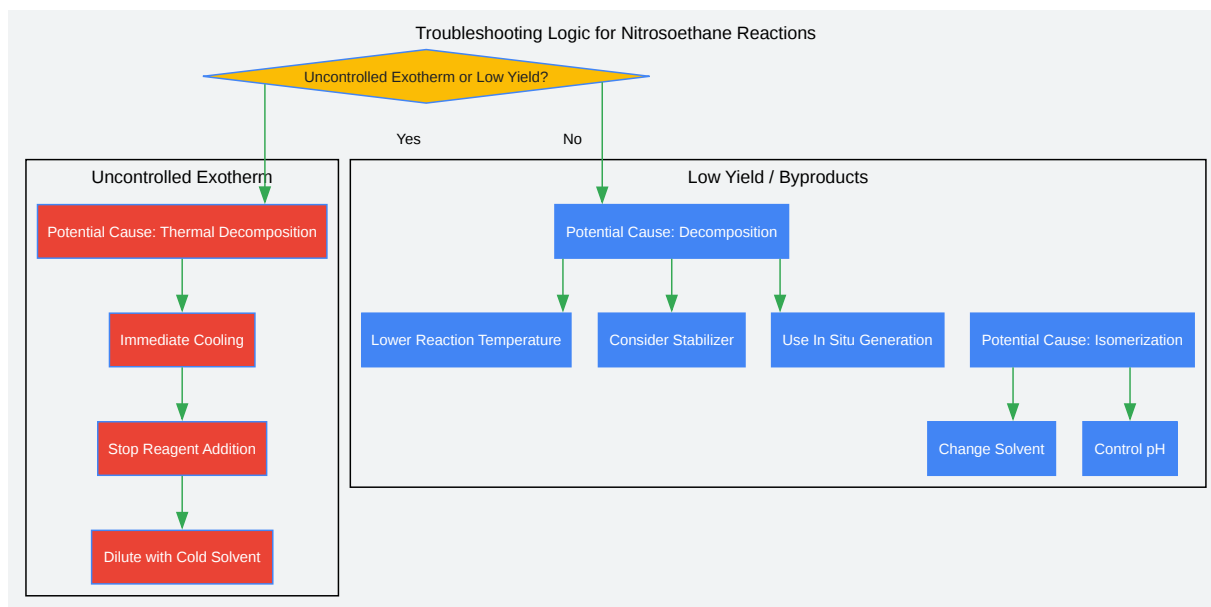 Troubleshooting Logic for Nitrosoethane Reactions
Uncontrolled Exotherm or Low Yield?
Yes
No
Uncontrolled Exotherm
Potential Cause: Thermal Decomposition
Immediate Cooling
Stop Reagent Addition
Dilute with Cold Solvent
Low Yield / Byproducts
Potential Cause: Decomposition
Lower Reaction Temperature
Consider Stabilizer
Use In Situ Generation
Potential Cause: Isomerization
Change Solvent
Control pH